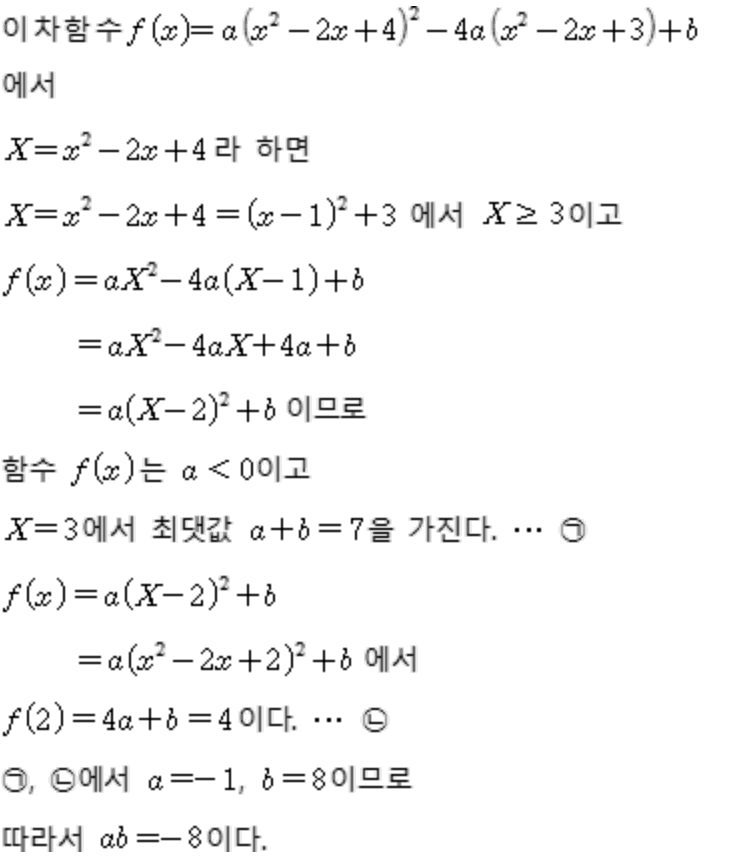 이차함수 f(x)=a(x²-2x+4)²-4a(x²-2x+3)+b
에서
X=x²-2x+4 라 하면
X=x²-2x+4=(x-1)²+3 에서 X≥3이고
f(x)=aX²-4a(X-1)+b
=aX²-4aX+4a+b
=a(X-2)²+b 이므로
함수 f(x)는 a<0이고
X=3에서 최댓값 a+b=7을 가진다. ⋯ ㉠
f(x)=a(X-2)²+b
=a(x²-2x+2)²+b 에서
f(2)=4a+b=4이다. ⋯ ㉡
㉠, ㉡에서 a=-1, b=8이므로
따라서 ab=-8이다.